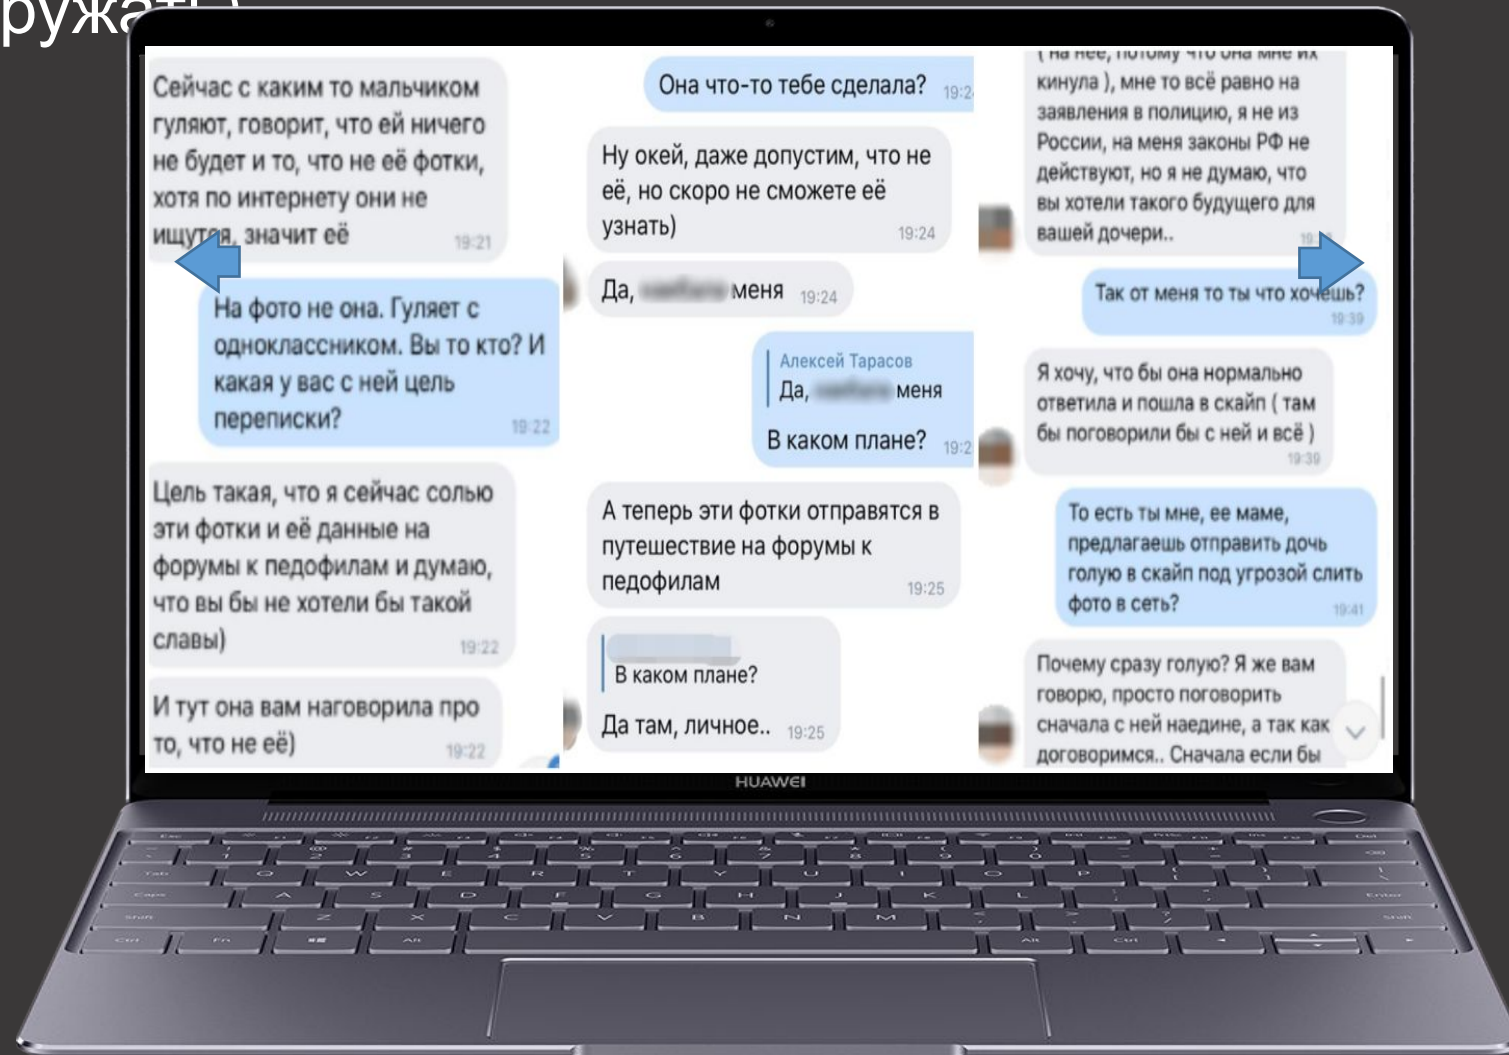 ружать)
Сейчас с каким то мальчиком
гуляют, говорит, что ей ничего
не будет и то, что не её фотки,
хотя по интернету они не
ищутся, значит её 19:21
На фото не она. Гуляет с
одноклассником. Вы то кто? И
какая у вас с ней цель
переписки? 19:22
Цель такая, что я сейчас солью
эти фотки и её данные на
форумы к педофилам и думаю,
что вы бы не хотели бы такой
славы) 19:22
И тут она вам наговорила про
то, что не её) 19:22
Она что-то тебе сделала? 19:2
Ну окей, даже допустим, что не
её, но скоро не сможете её
узнать) 19:24
Да, меня 19:24
Алексей Тарасов
Да, меня
В каком плане? 19:2
А теперь эти фотки отправятся в
путешествие на форумы к
педофилам 19:25
В каком плане?
Да там, личное.. 19:25
( на неё, потому что она мне их
кинула ), мне то всё равно на
заявления в полицию, я не из
России, на меня законы РФ не
действуют, но я не думаю, что
вы хотели такого будущего для
вашей дочери..
Так от меня то ты что хочешь?
19:39
Я хочу, что бы она нормально
ответила и пошла в скайп ( там
бы поговорили бы с ней и всё )
19:39
То есть ты мне, ее маме,
предлагаешь отправить дочь
голую в скайп под угрозой слить
фото в сеть? 19:41
Почему сразу голую? Я же вам
говорю, просто поговорить
сначала с ней наедине, а так как
договоримся.. Сначала если бы
HUAWEI